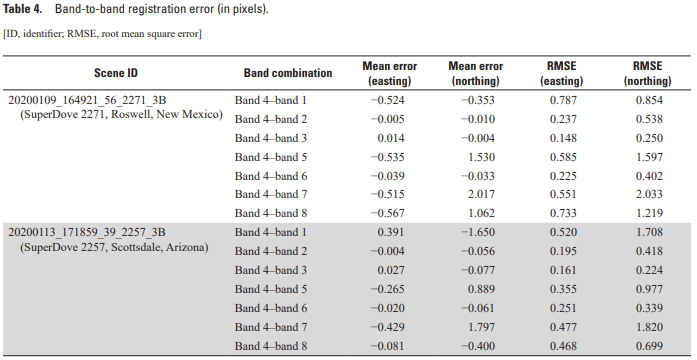 Table 4. Band-to-band registration error (in pixels).
[ID, identifier; RMSE, root mean square error]
Scene ID Band combination Mean error (easting) Mean error (northing) RMSE (easting) RMSE (northing)
20200109_164921_56_2271_3B Band 4–band 1 −0.524 −0.353 0.787 0.854
(SuperDove 2271, Roswell, New Mexico) Band 4–band 2 −0.005 −0.010 0.237 0.538
Band 4–band 3 0.014 −0.004 0.148 0.250
Band 4–band 5 −0.535 1.530 0.585 1.597
Band 4–band 6 −0.039 −0.033 0.225 0.402
Band 4–band 7 −0.515 2.017 0.551 2.033
Band 4–band 8 −0.567 1.062 0.733 1.219
20200113_171859_39_2257_3B Band 4–band 1 0.391 −1.650 0.520 1.708
(SuperDove 2257, Scottsdale, Arizona) Band 4–band 2 −0.004 −0.056 0.195 0.418
Band 4–band 3 0.027 −0.077 0.161 0.224
Band 4–band 5 −0.265 0.889 0.355 0.977
Band 4–band 6 −0.020 −0.061 0.251 0.339
Band 4–band 7 −0.429 1.797 0.477 1.820
Band 4–band 8 −0.081 −0.400 0.468 0.699